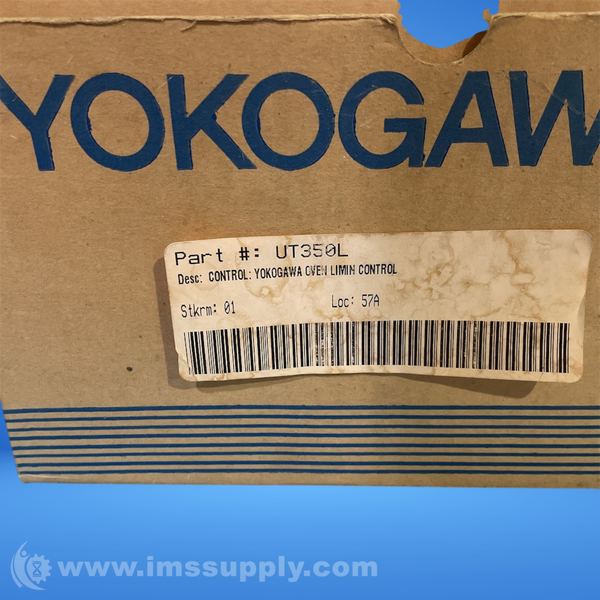 YOKOGAW
Part #: UT350L
Desc: CONTROL: YOKOGAWA OVEN LIMIN CONTROL
Stkrm: 01 Loc: 57A
www.imssupply.com